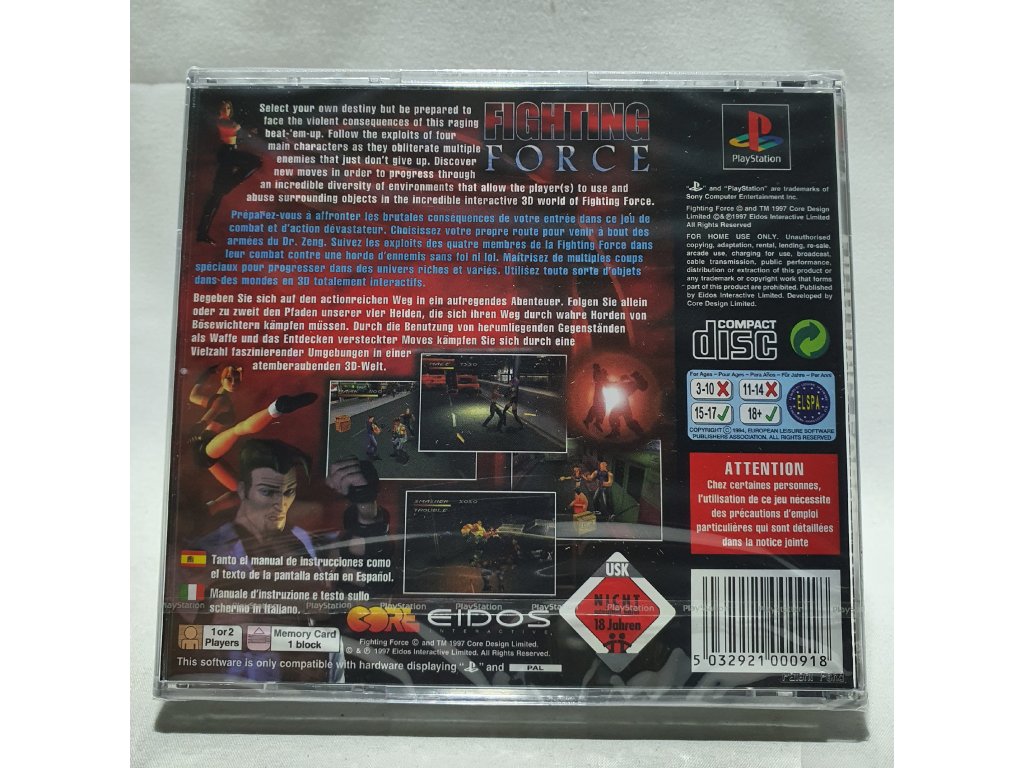 Select your own destiny but be prepared to
face the violent consequences of this raging
beat-'em-up. Follow the exploits of four
main characters as they obliterate multiple
enemies that just don't give up. Discover
new moves in order to progress through
an incredible diversity of environments that allow the player(s) to use and
abuse surrounding objects in the incredible interactive 3D world of Fighting Force.
FIGHTING
FORCE
Préparez-vous à affronter les brutales conséquences de votre entrée dans ce jeu de
combat et d'action dévastateur. Choisissez votre propre route pour venir à bout des
armées du Dr. Zeng. Suivez les exploits des quatre membres de la Fighting Force dans
leur combat contre une horde d'ennemis sans foi ni loi. Maîtrisez de multiples coups
spéciaux pour progresser dans des univers riches et variés. Utilisez toute sorte d'objets
dans des mondes en 3D totalement interactifs.
Begeben Sie sich auf den actionreichen Weg in ein aufregendes Abenteuer. Folgen Sie allein
oder zu zweit den Pfaden unserer vier Helden, die sich ihren Weg durch wahre Horden von
Bösewichtern kämpfen müssen. Durch die Benutzung von herumliegenden Gegenständen
als Waffe und das Entdecken versteckter Moves kämpfen Sie sich durch eine
Vielzahl faszinierender Umgebungen in einer
atemberaubenden 3D-Welt.
SMASHER 5050
TROUBLE
Tanto el manual de instrucciones como
el texto de la pantalla están en Español.
Manuale d'instruzione e testo sullo
schermo in Italiano.
PlayStation PlayStation PlayStation PlayStation PlayStation PlayStation
CORE EIDOS
INTERACTIVE
1 or 2
Players
Memory Card
1 block
Fighting Force © and TM 1997 Core Design Limited.
© & ℗ 1997 Eidos Interactive Limited. All Rights Reserved.
This software is only compatible with hardware displaying " " and PAL
USK
NICHT
18 Jahren
PlayStation
" " and "PlayStation" are trademarks of
Sony Computer Entertainment Inc.
Fighting Force © and TM 1997 Core Design
Limited ©&℗1997 Eidos Interactive Limited
All Rights Reserved
FOR HOME USE ONLY. Unauthorised
copying, adaptation, rental, lending, re-sale,
arcade use, charging for use, broadcast,
cable transmission, public performance,
distribution or extraction of this product or
any trademark or copyright work that forms
part of this product are prohibited. Published
by Eidos Interactive Limited. Developed by
Core Design Limited.
COMPACT
disc
For Ages – Pour Ages – Para Años – Für Jahre – Per Anni
3-10 11-14
15-17 18+
ELSPA
COPYRIGHT © 1994, EUROPEAN LEISURE SOFTWARE
PUBLISHERS ASSOCIATION. ALL RIGHTS RESERVED
ATTENTION
Chez certaines personnes,
l'utilisation de ce jeu nécessite
des précautions d'emploi
particulières qui sont détaillées
dans la notice jointe
5 032921 000918